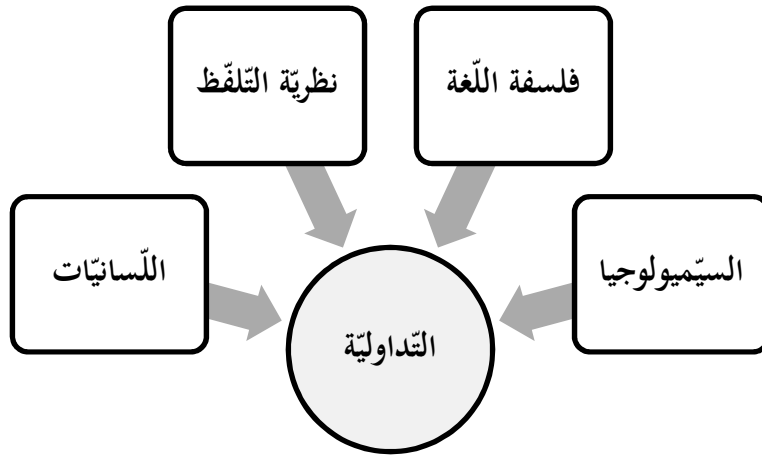 فلسفة اللّغة
نظريّة التّلفّظ
السيّميولوجيا
اللّسانيّات
التّداوليّة